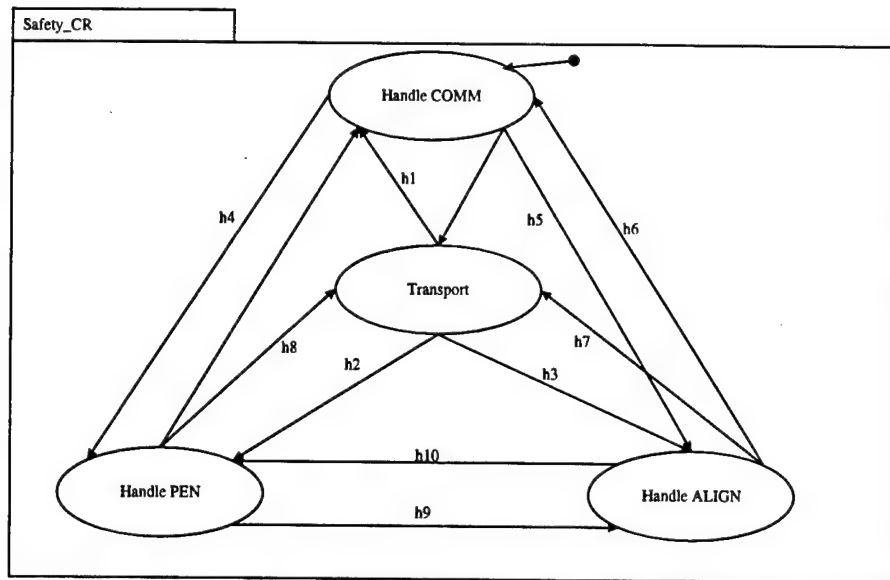 Safety_CR
Handle COMM
h1
h4
h5
h6
Transport
h8
h2
h3
h7
h10
Handle PEN
Handle ALIGN
h9